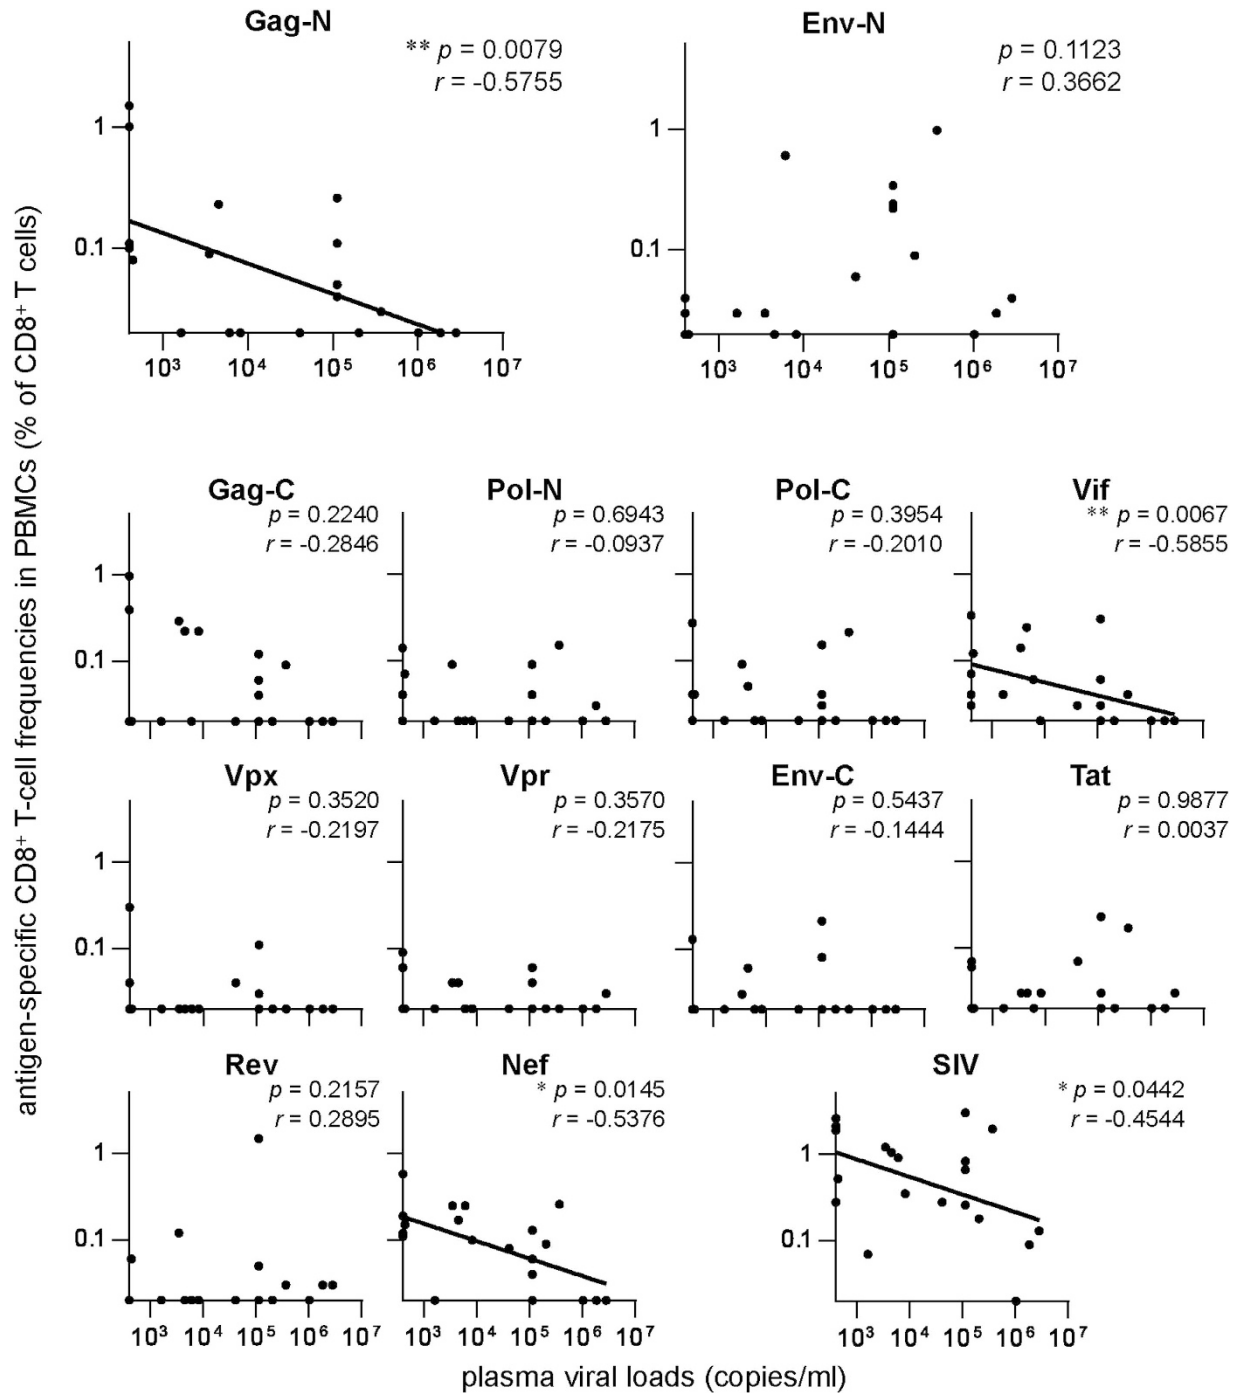 Gag-N
** p = 0.0079
r = -0.5755
1
0.1
10³ 10⁴ 10⁵ 10⁶ 10⁷
Env-N
p = 0.1123
r = 0.3662
1
0.1
10³ 10⁴ 10⁵ 10⁶ 10⁷
antigen-specific CD8⁺ T-cell frequencies in PBMCs (% of CD8⁺ T cells)
Gag-C
p = 0.2240
r = -0.2846
1
0.1
Pol-N
p = 0.6943
r = -0.0937
Pol-C
p = 0.3954
r = -0.2010
Vif
** p = 0.0067
r = -0.5855
Vpx
p = 0.3520
r = -0.2197
1
0.1
Vpr
p = 0.3570
r = -0.2175
Env-C
p = 0.5437
r = -0.1444
Tat
p = 0.9877
r = 0.0037
Rev
p = 0.2157
r = 0.2895
1
0.1
10³ 10⁴ 10⁵ 10⁶ 10⁷
Nef
* p = 0.0145
r = -0.5376
10³ 10⁴ 10⁵ 10⁶ 10⁷
SIV
* p = 0.0442
r = -0.4544
1
0.1
10³ 10⁴ 10⁵ 10⁶ 10⁷
plasma viral loads (copies/ml)